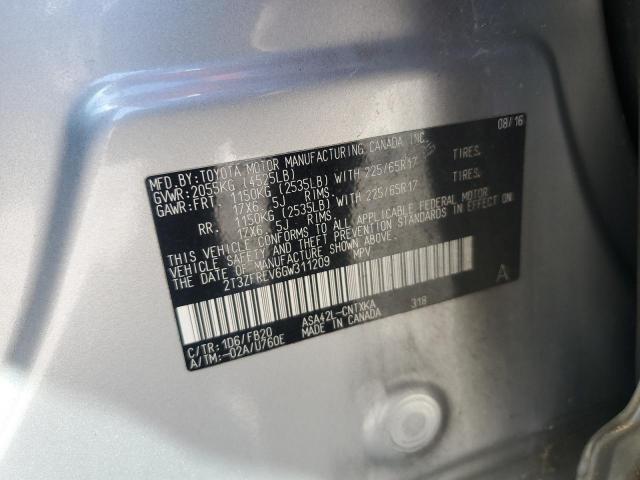 MFD.BY: TOYOTA MOTOR MANUFACTURING CANADA INC. 08/16
GVWR: 2055KG (4525LB)
GAWR:FRT. 1150KG (2535LB) WITH 225/65R17 TIRES.
17X6.5J RIMS.
RR. 1150KG (2535LB) WITH 225/65R17 TIRES.
17X6.5J RIMS.
THIS VEHICLE CONFORMS TO ALL APPLICABLE FEDERAL MOTOR
VEHICLE SAFETY AND THEFT PREVENTION STANDARDS IN EFFECT ON
THE DATE OF MANUFACTURE SHOWN ABOVE.
2T3ZFREV6GW311209 MPV
A
C/TR: 1D6/FB20 ASA42L-CNTXKA 318
A/TM:-02A/U760E MADE IN CANADA